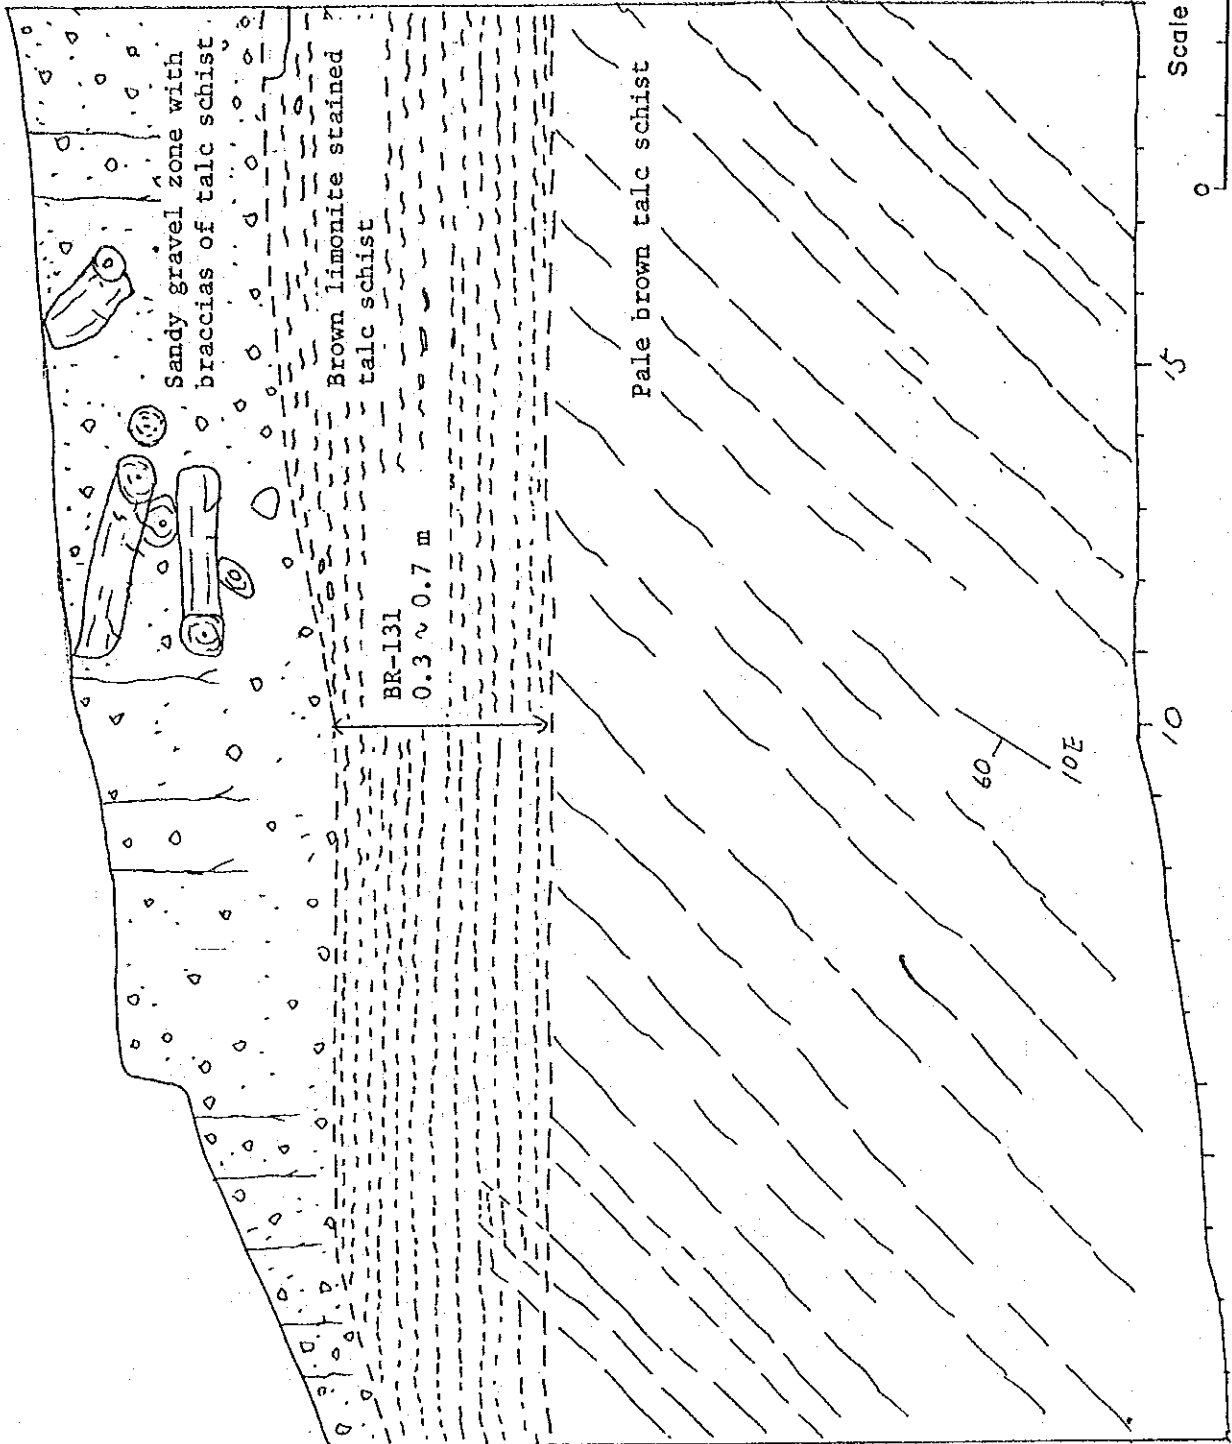 Sandy gravel zone with
braccias of talc schist
Brown limonite stained
talc schist
BR-131
0.3 ~ 0.7 m
Pale brown talc schist
60
10E
10
15
0
Scale